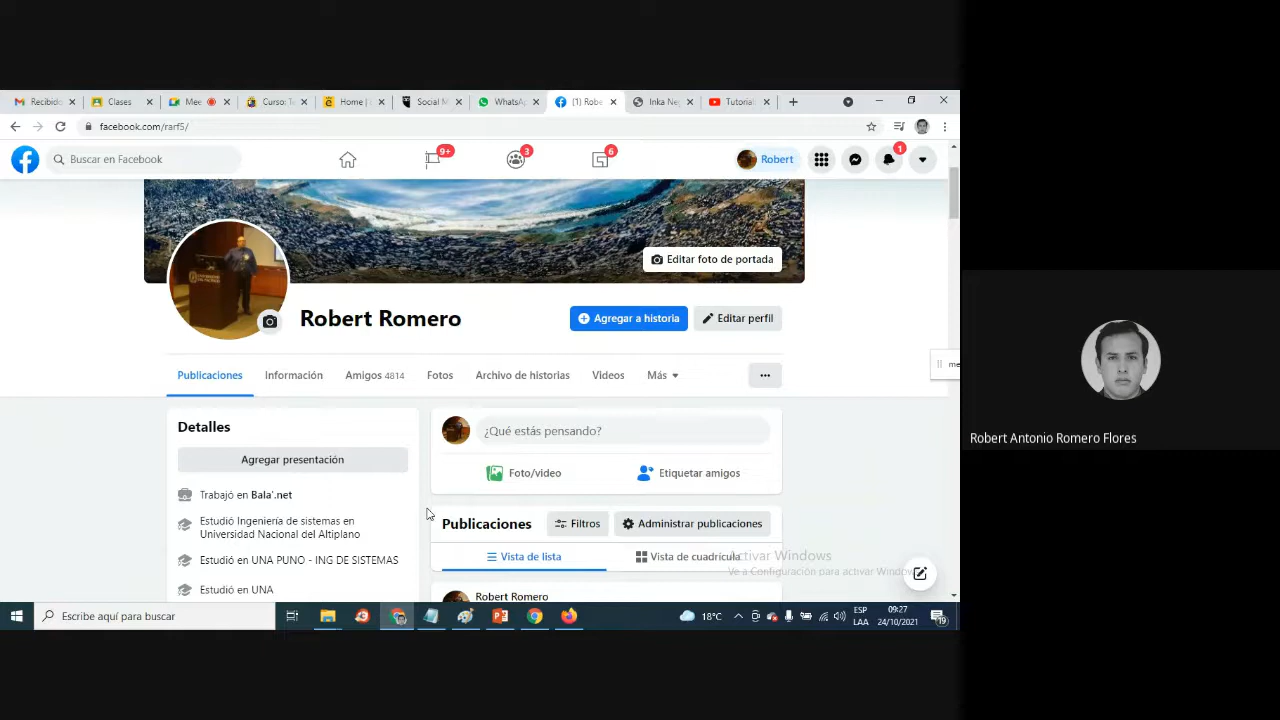 Recibido
Clases
Mee
Curso: T
Home | L
Social M
WhatsA
(1) Robe
Inka Ne
Tutorial
facebook.com/rarf5/
Buscar en Facebook
9+
3
6
Robert
1
Editar foto de portada
Robert Romero
Agregar a historia
Editar perfil
Publicaciones
Información
Amigos 4814
Fotos
Archivo de historias
Videos
Más
me
Detalles
Agregar presentación
Trabajó en Bala'.net
Estudió Ingeniería de sistemas en
Universidad Nacional del Altiplano
Estudió en UNA PUNO - ING DE SISTEMAS
Estudió en UNA
¿Qué estás pensando?
Foto/video
Etiquetar amigos
Publicaciones
Filtros
Administrar publicaciones
Vista de lista
Vista de cuadrícula
Robert Romero
Activar Windows
Ve a Configuración para activar Windows
Escribe aquí para buscar
18°C
ESP
LAA
09:27
24/10/2021
19
Robert Antonio Romero Flores